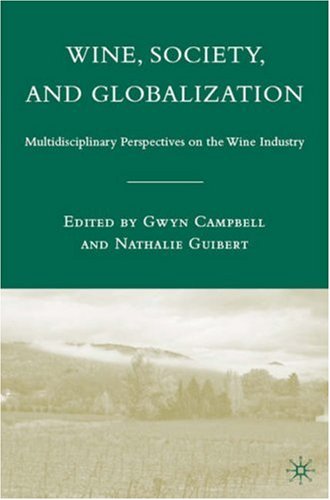 WINE, SOCIETY,
AND GLOBALIZATION
Multidisciplinary Perspectives on the Wine Industry
EDITED BY GWYN CAMPBELL
AND NATHALIE GUIBERT